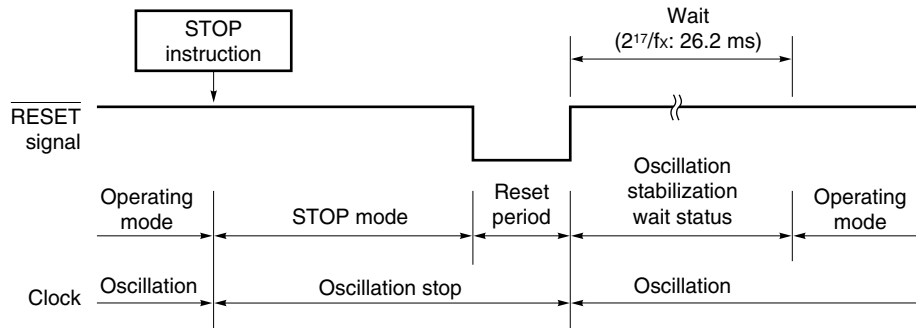 STOP
instruction
Wait
(2¹⁷/fx: 26.2 ms)
RESET
signal
Operating
mode
STOP mode
Reset
period
Oscillation
stabilization
wait status
Operating
mode
Clock
Oscillation
Oscillation stop
Oscillation